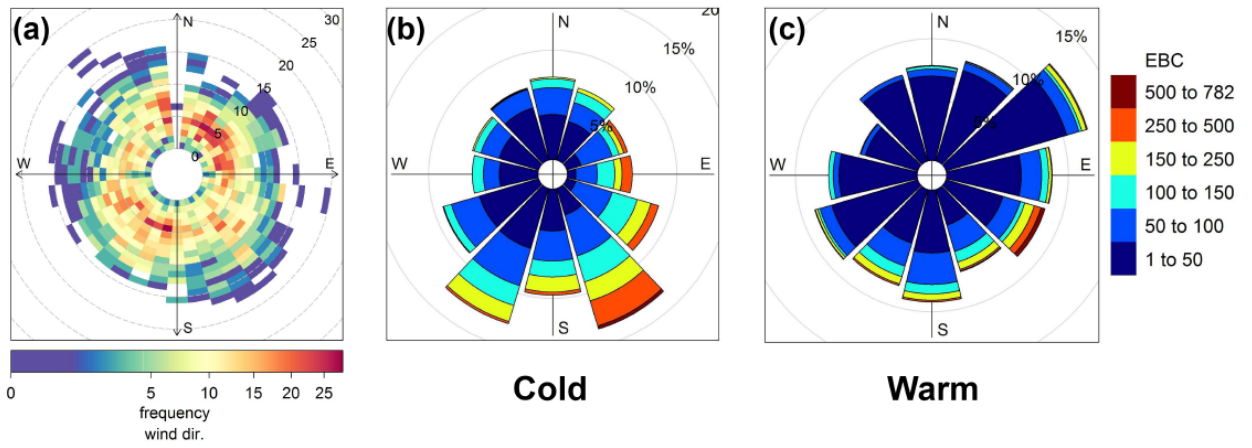 (a)
N
30
25
20
15
10
5
0
W
E
S
0
5
10
15
20
25
frequency
wind dir.
(b)
N
20
15%
10%
5%
W
E
S
Cold
(c)
N
15%
10%
5%
W
E
S
Warm
EBC
500 to 782
250 to 500
150 to 250
100 to 150
50 to 100
1 to 50